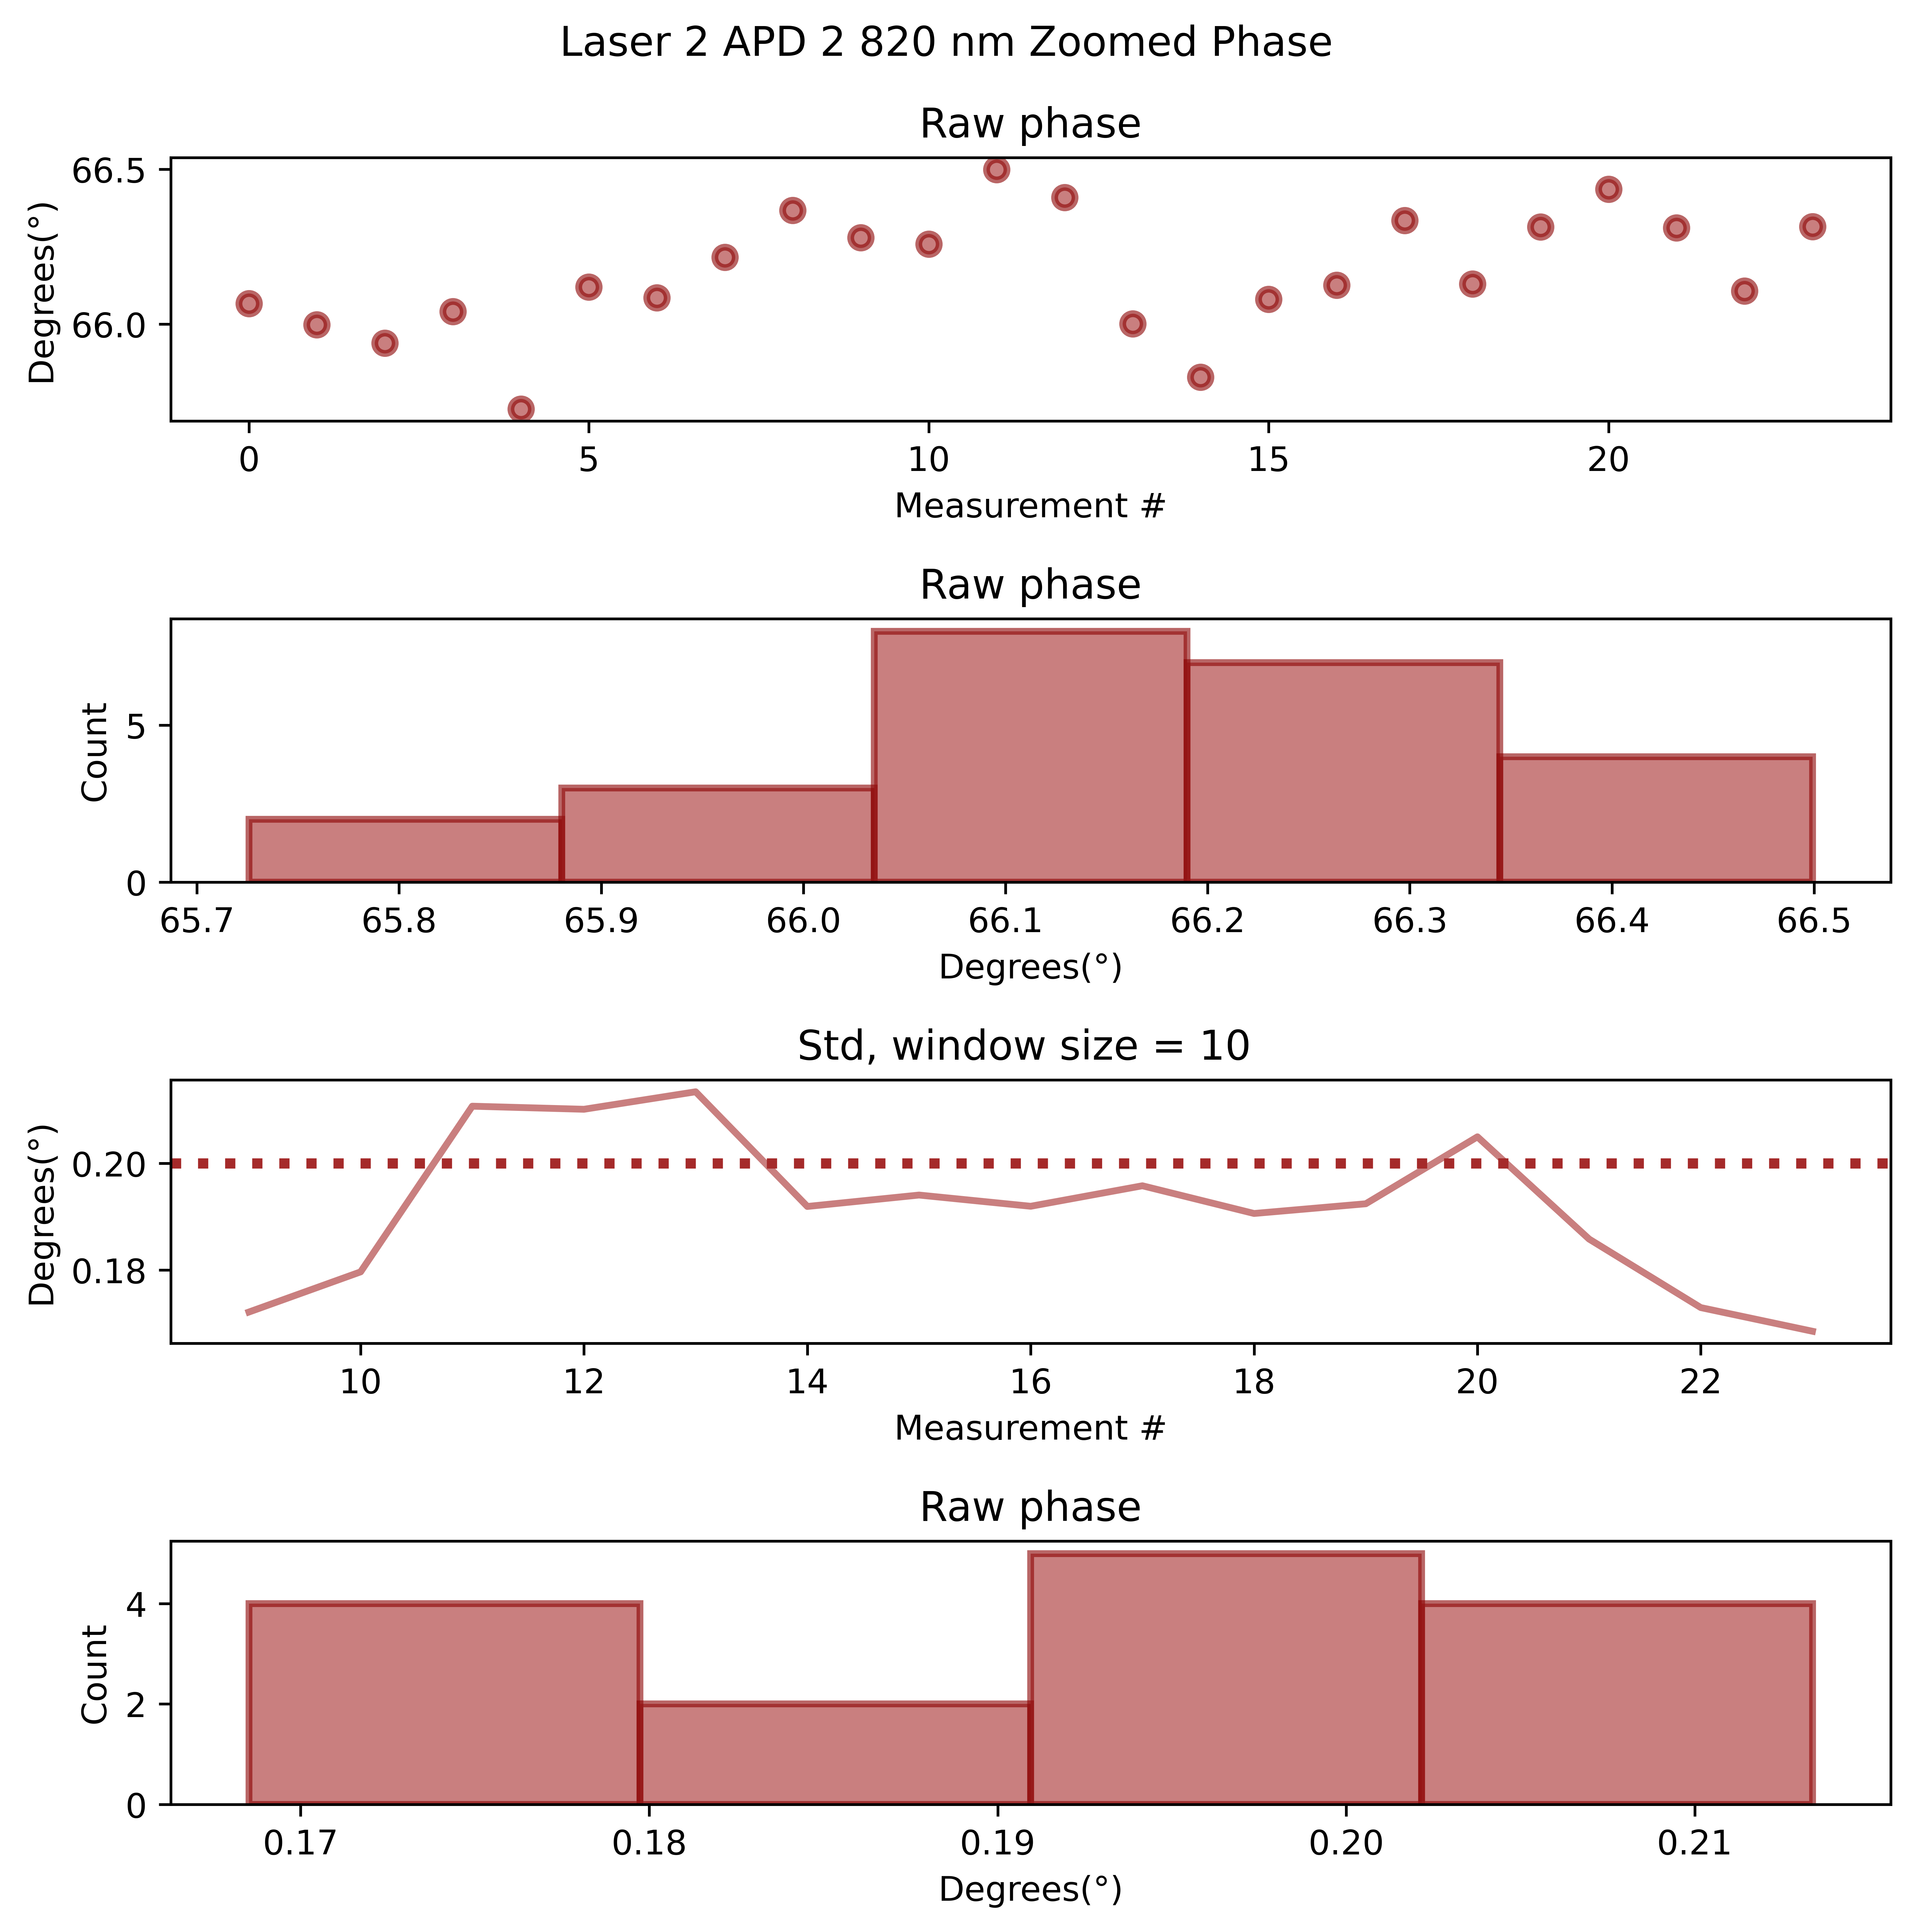 Laser 2 APD 2 820 nm Zoomed Phase
Raw phase
Degrees(°)
66.5
66.0
0 5 10 15 20
Measurement #
Raw phase
Count
5
0
65.7 65.8 65.9 66.0 66.1 66.2 66.3 66.4 66.5
Degrees(°)
Std, window size = 10
Degrees(°)
0.20
0.18
10 12 14 16 18 20 22
Measurement #
Raw phase
Count
4
2
0
0.17 0.18 0.19 0.20 0.21
Degrees(°)